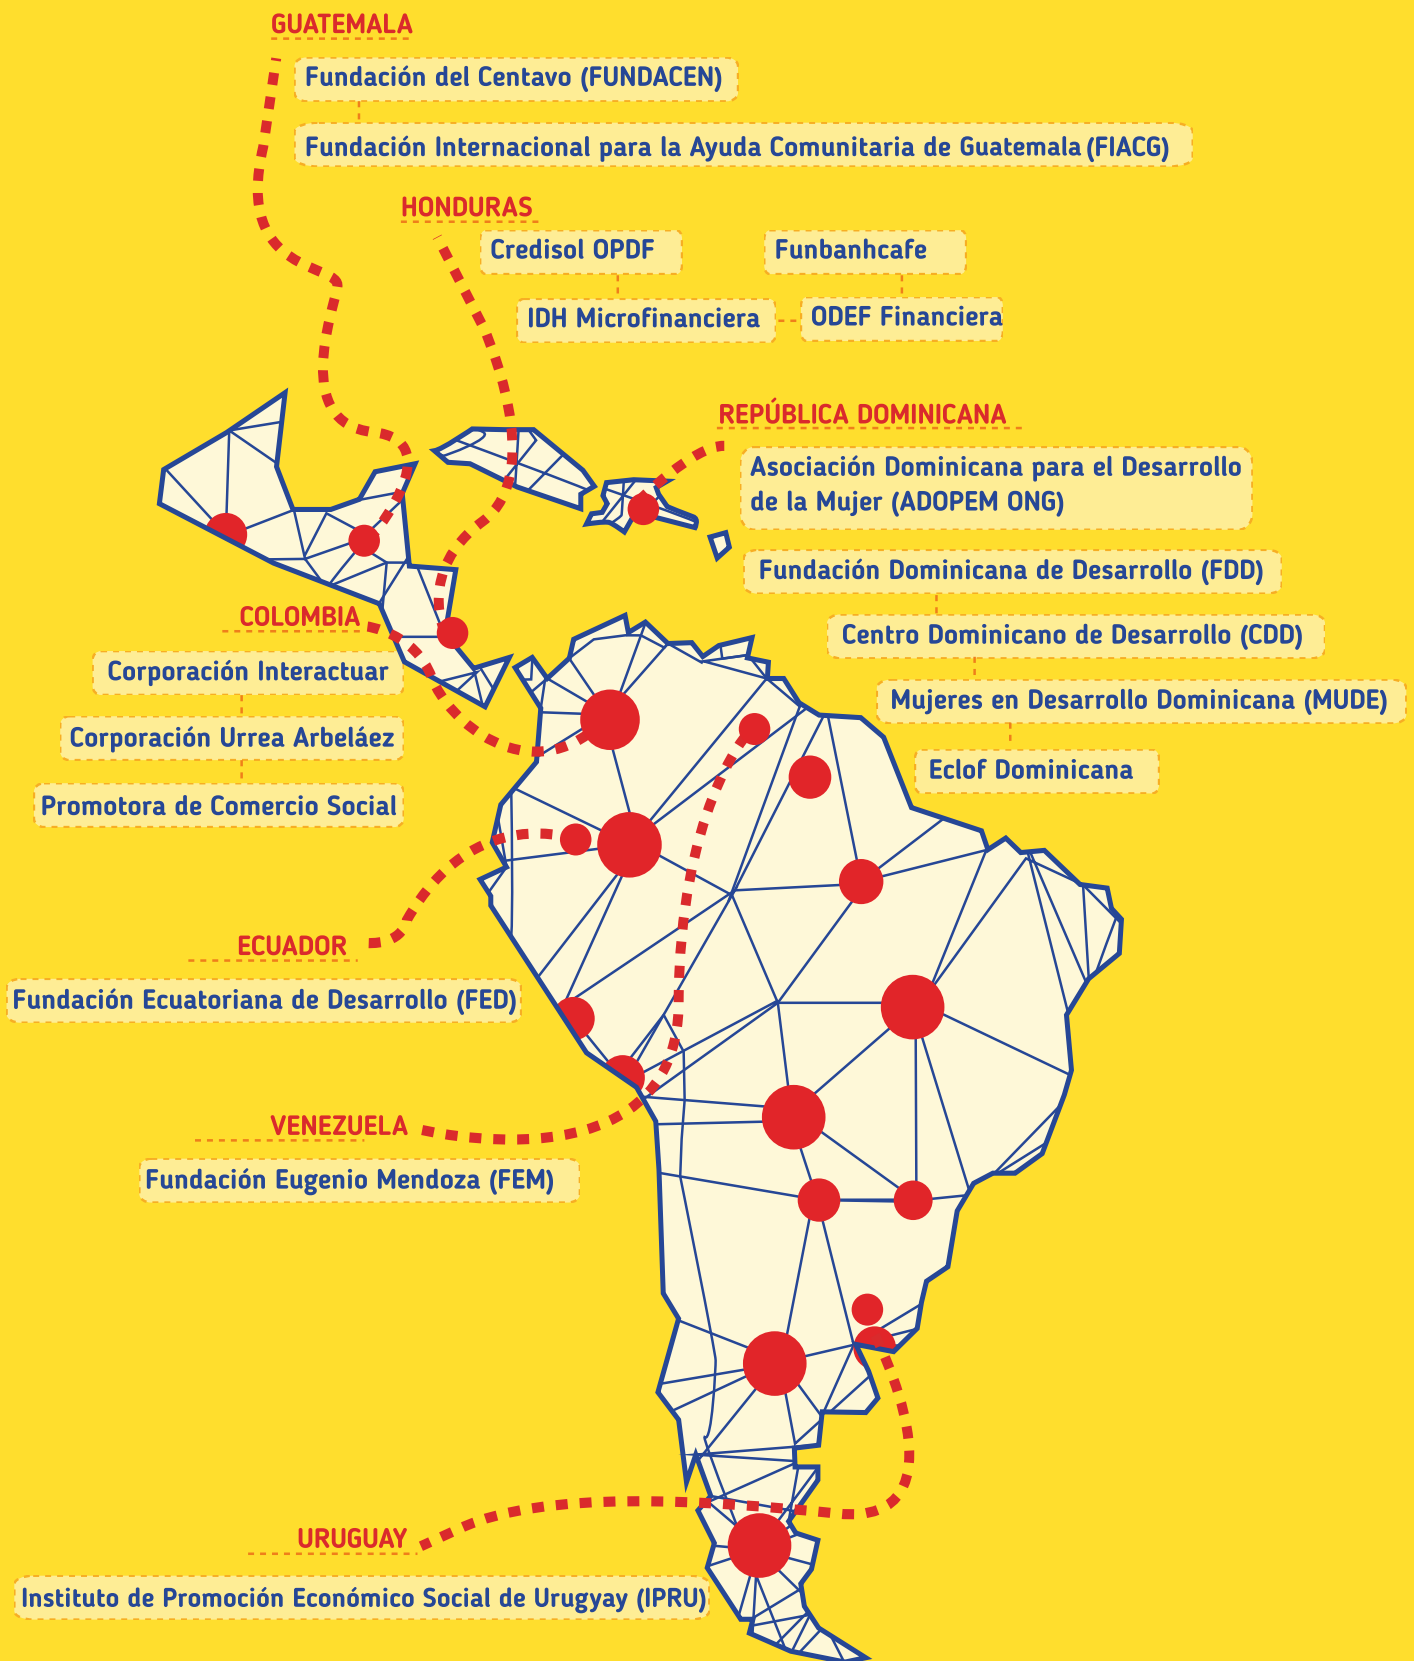 GUATEMALA
Fundación del Centavo (FUNDACEN)
Fundación Internacional para la Ayuda Comunitaria de Guatemala (FIACG)
HONDURAS
Credisol OPDF
Funbanhcafe
IDH Microfinanciera
ODEF Financiera
REPÚBLICA DOMINICANA
Asociación Dominicana para el Desarrollo
de la Mujer (ADOPEM ONG)
Fundación Dominicana de Desarrollo (FDD)
Centro Dominicano de Desarrollo (CDD)
Mujeres en Desarrollo Dominicana (MUDE)
Eclof Dominicana
COLOMBIA
Corporación Interactuar
Corporación Urrea Arbeláez
Promotora de Comercio Social
ECUADOR
Fundación Ecuatoriana de Desarrollo (FED)
VENEZUELA
Fundación Eugenio Mendoza (FEM)
URUGUAY
Instituto de Promoción Económico Social de Urugyay (IPRU)